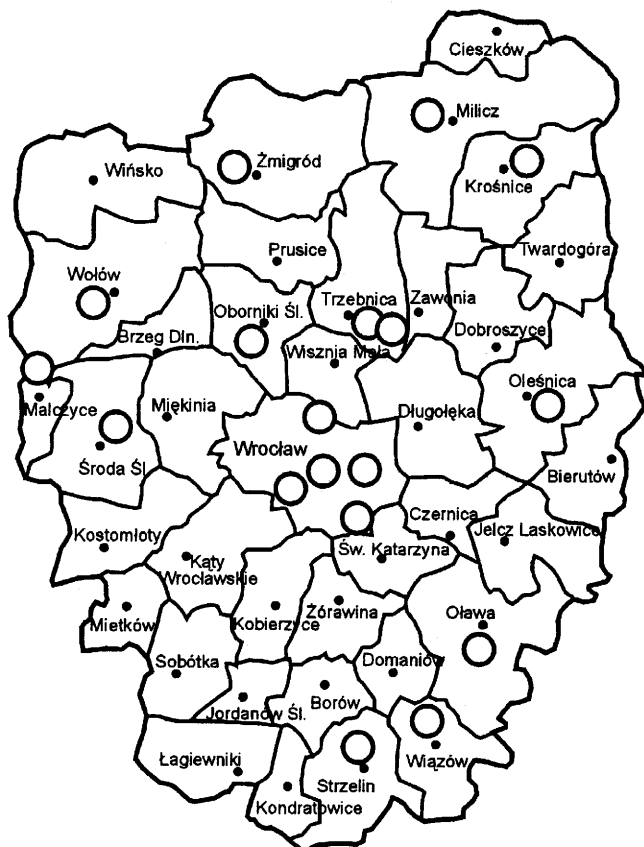 Cieszków
Milicz
Żmigród
Krośnice
Wińsko
Prusice
Twardogóra
Wołów
Oborniki Śl.
Trzebnica
Zawonia
Dobroszyce
Brzeg Dln.
Wisznia Mała
Oleśnica
Malczyce
Miękinia
Długołęka
Wrocław
Środa Śl
Bierutów
Kostomłoty
Czernica
Jelcz Laskowice
Kąty
Wrocławskie
Św. Katarzyna
Mietków
Kobierzyce
Żórawina
Oława
Sobótka
Domaniów
Jordanów Śl.
Borów
Łagiewniki
Strzelin
Wiązów
Kondratowice